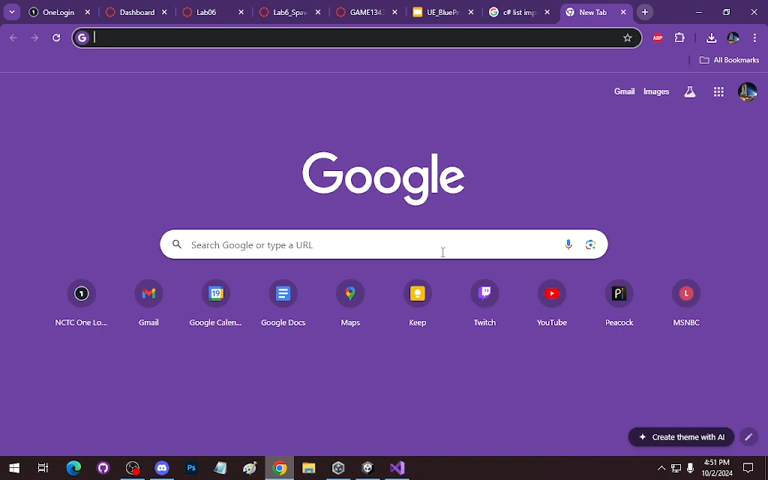 OneLogin
Dashboard
Lab06
Lab6_Spaw
GAME1343
UE_BluePr
c# list imp
New Tab
All Bookmarks
Gmail
Images
Google
Search Google or type a URL
NCTC One Lo...
Gmail
Google Calen...
Google Docs
Maps
Keep
Twitch
YouTube
Peacock
MSNBC
Create theme with AI
4:51 PM
10/2/2024